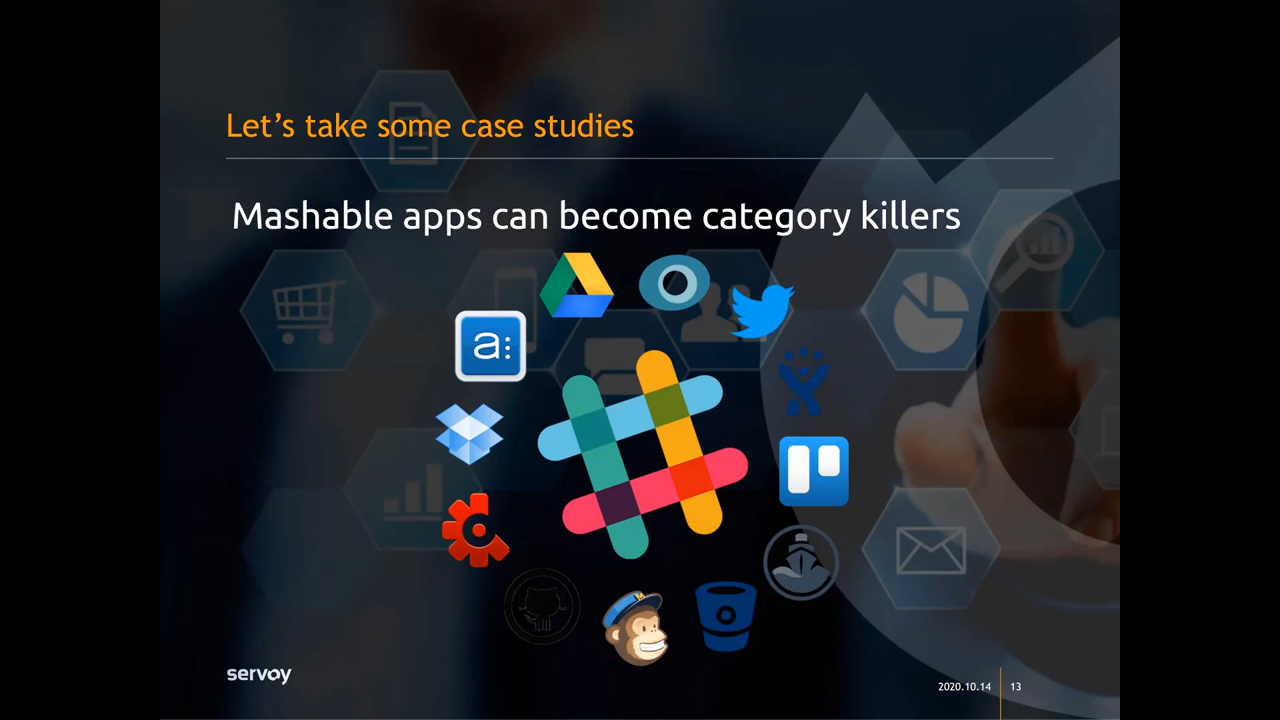 Let's take some case studies
Mashable apps can become category killers
a:
servoy
2020.10.14
13